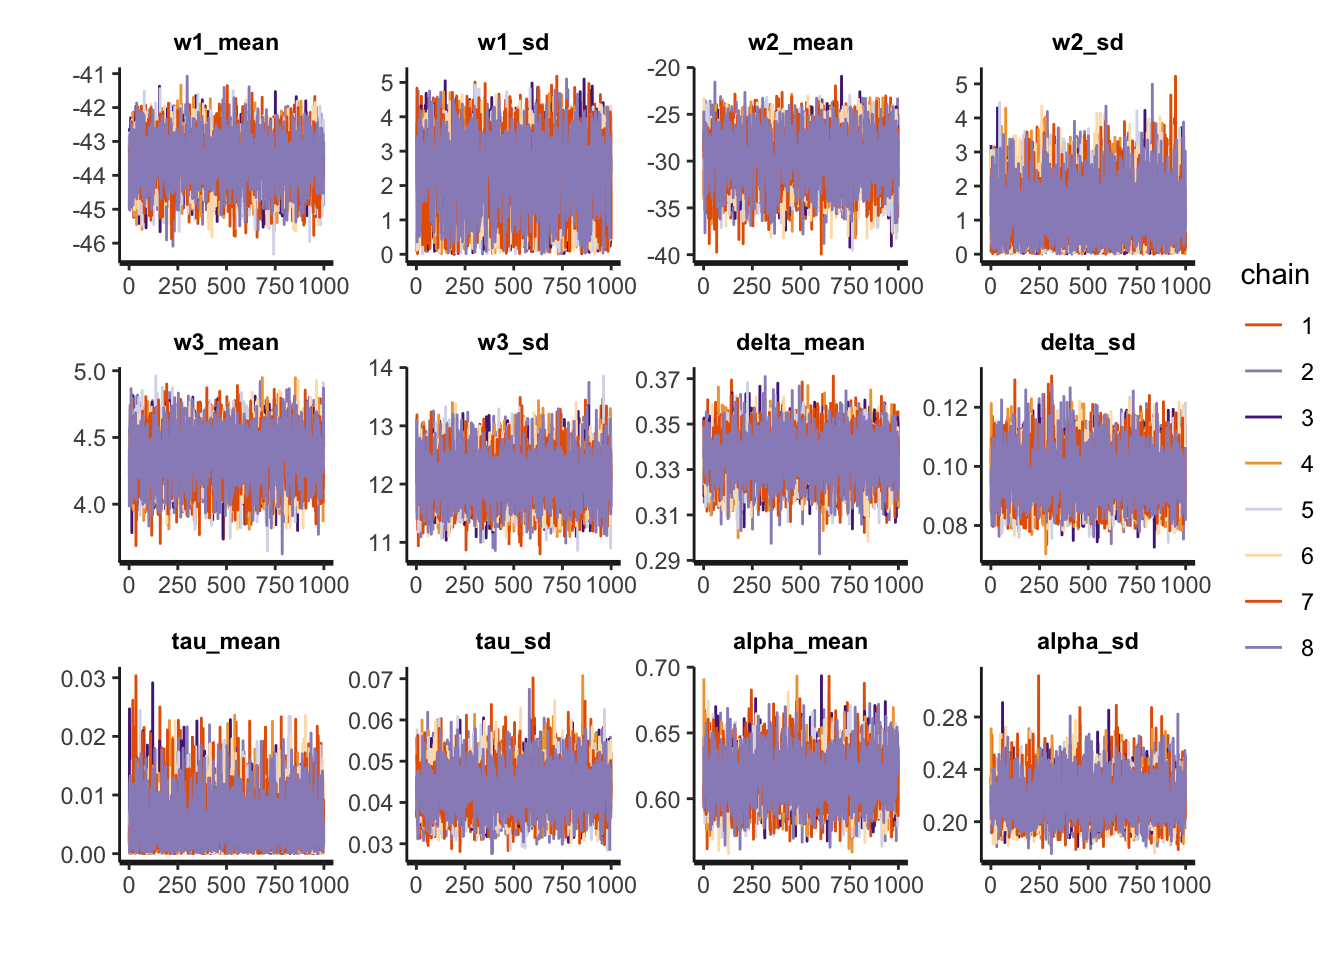 w1_mean w1_sd w2_mean w2_sd
-41 -42 -43 -44 -45 -46
5 4 3 2 1 0
-20 -25 -30 -35 -40
5 4 3 2 1 0
0 250 500 750 1000 0 250 500 750 1000 0 250 500 750 1000 0 250 500 750 1000
w3_mean w3_sd delta_mean delta_sd
5.0 4.5 4.0
14 13 12 11
0.37 0.35 0.33 0.31 0.29
0.12 0.10 0.08
0 250 500 750 1000 0 250 500 750 1000 0 250 500 750 1000 0 250 500 750 1000
tau_mean tau_sd alpha_mean alpha_sd
0.03 0.02 0.01 0.00
0.07 0.06 0.05 0.04 0.03
0.70 0.65 0.60
0.28 0.24 0.20
0 250 500 750 1000 0 250 500 750 1000 0 250 500 750 1000 0 250 500 750 1000
chain
1
2
3
4
5
6
7
8